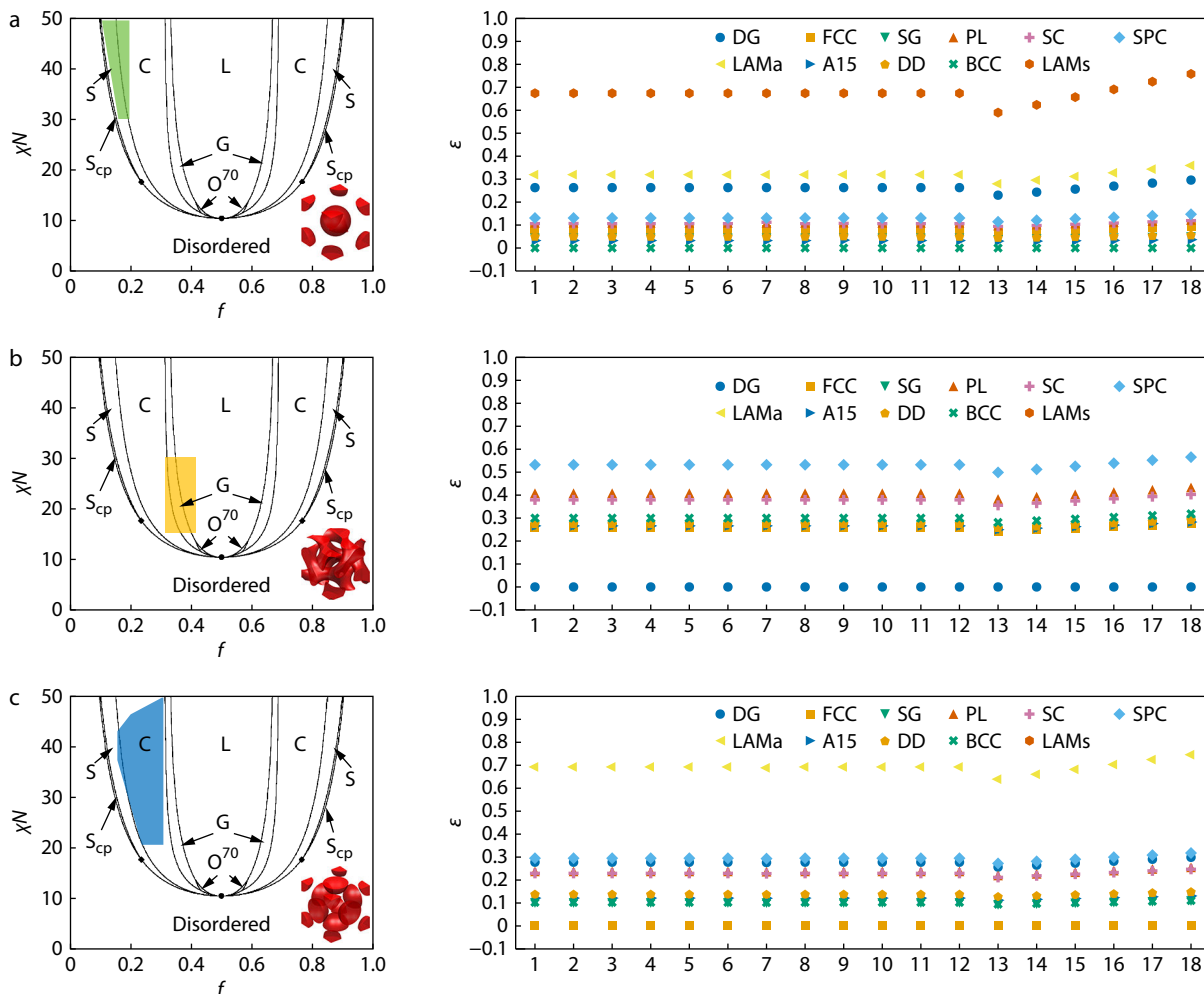 a
50
40
30
20
10
0
χN
S
C
L
C
S
S_cp
G
S_cp
O^70
Disordered
0
0.2
0.4
0.6
0.8
1.0
f
1.0
0.9
0.8
0.7
0.6
0.5
0.4
0.3
0.2
0.1
0
−0.1
ε
DG FCC SG PL SC SPC
LAMa A15 DD BCC LAMs
1 2 3 4 5 6 7 8 9 10 11 12 13 14 15 16 17 18
b
50
40
30
20
10
0
χN
C
L
C
S
S
S_cp
G
S_cp
O^70
Disordered
0
0.2
0.4
0.6
0.8
1.0
f
1.0
0.9
0.8
0.7
0.6
0.5
0.4
0.3
0.2
0.1
0
−0.1
ε
DG FCC SG PL SC SPC
LAMa A15 DD BCC LAMs
1 2 3 4 5 6 7 8 9 10 11 12 13 14 15 16 17 18
c
50
40
30
20
10
0
χN
C
L
C
S
S
S_cp
G
S_cp
O^70
Disordered
0
0.2
0.4
0.6
0.8
1.0
f
1.0
0.9
0.8
0.7
0.6
0.5
0.4
0.3
0.2
0.1
0
−0.1
ε
DG FCC SG PL SC SPC
LAMa A15 DD BCC LAMs
1 2 3 4 5 6 7 8 9 10 11 12 13 14 15 16 17 18